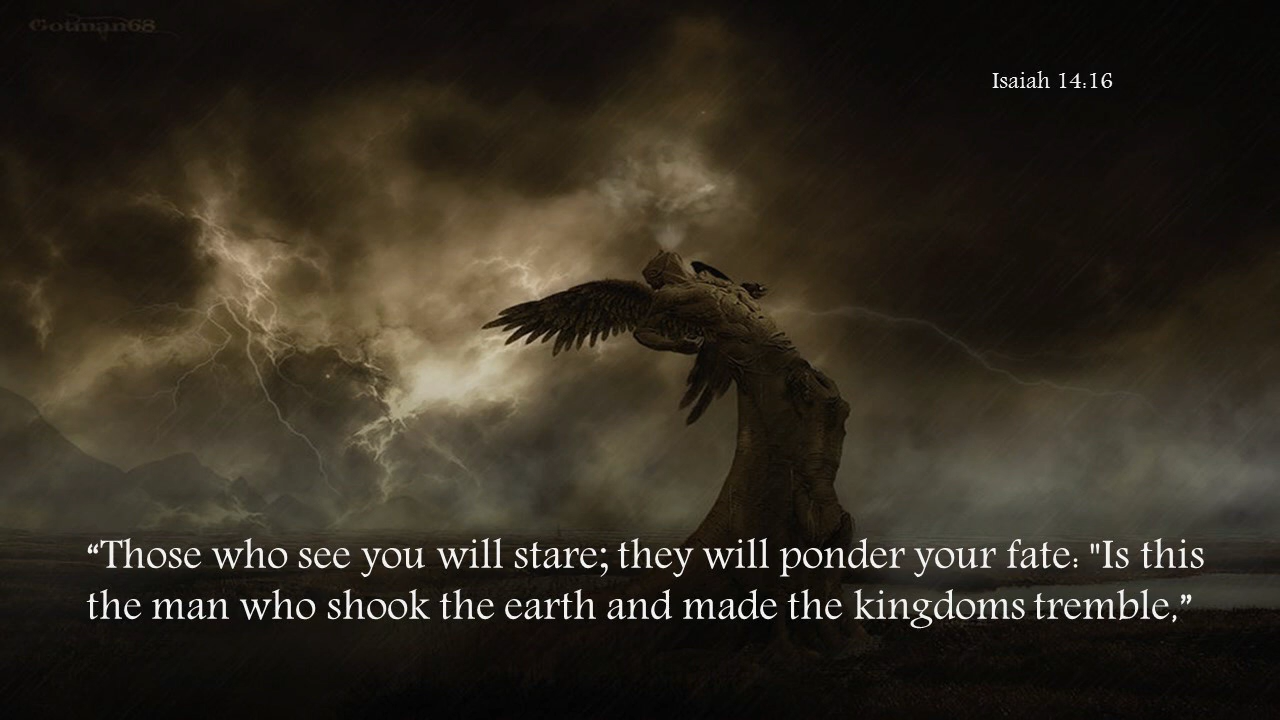 Gotman68
Isaiah 14:16
“Those who see you will stare; they will ponder your fate: "Is this
the man who shook the earth and made the kingdoms tremble,”